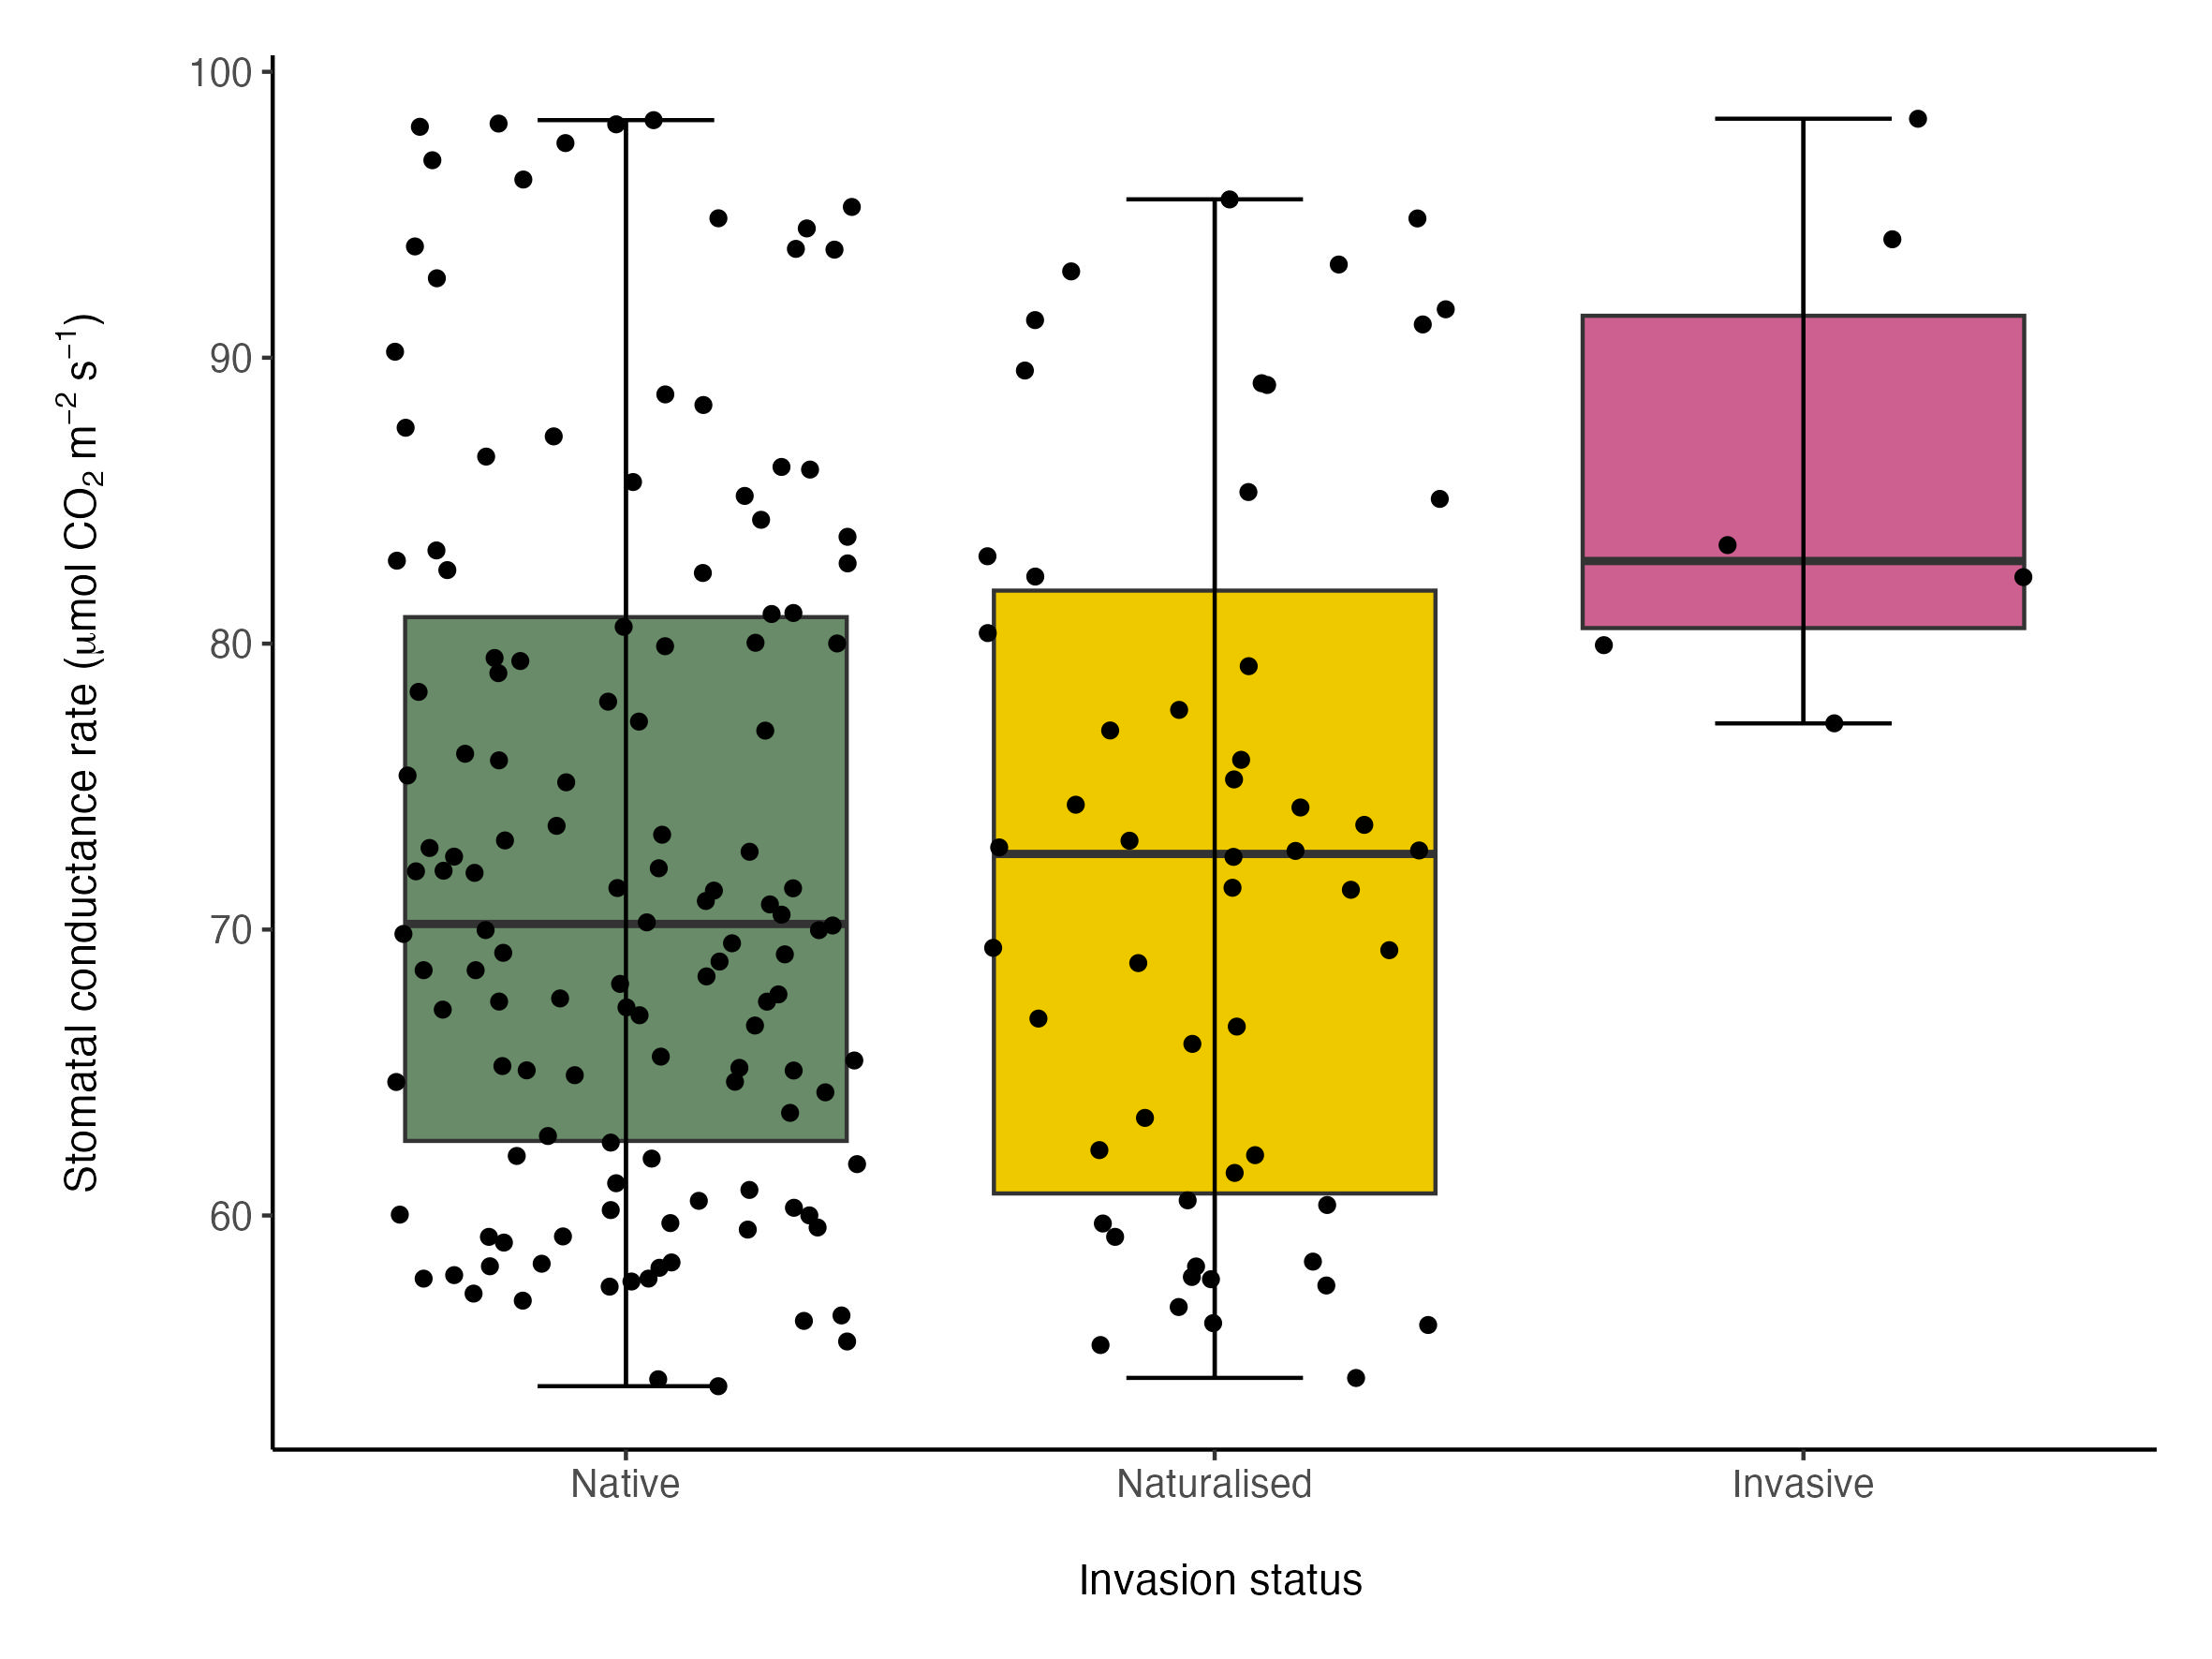 Stomatal conductance rate (μmol CO₂ m⁻² s⁻¹)
100
90
80
70
60
Native Naturalised Invasive
Invasion status